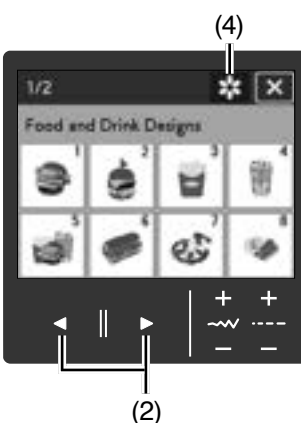 (4)
1/2
Food and Drink Designs
1 2 3 4
5 6 7 8
+ +
− −
(2)